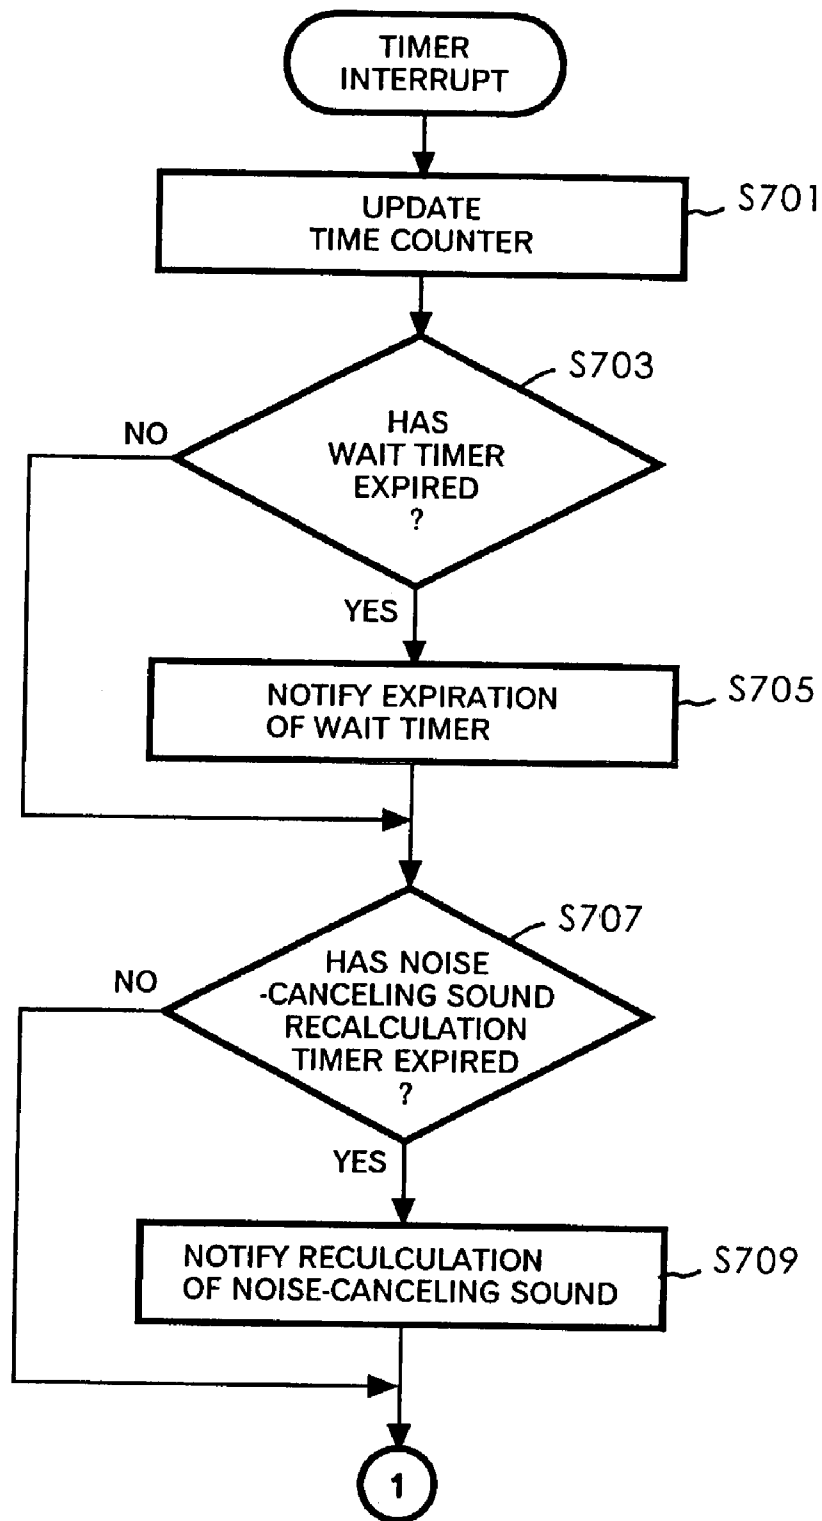 TIMER
INTERRUPT
UPDATE
TIME COUNTER
S701
HAS
WAIT TIMER
EXPIRED
?
S703
NO
YES
NOTIFY EXPIRATION
OF WAIT TIMER
S705
HAS NOISE
-CANCELING SOUND
RECALCULATION
TIMER EXPIRED
?
S707
NO
YES
NOTIFY RECULCULATION
OF NOISE-CANCELING SOUND
S709
1